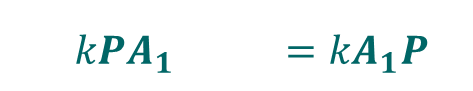 kPA₁ = kA₁P